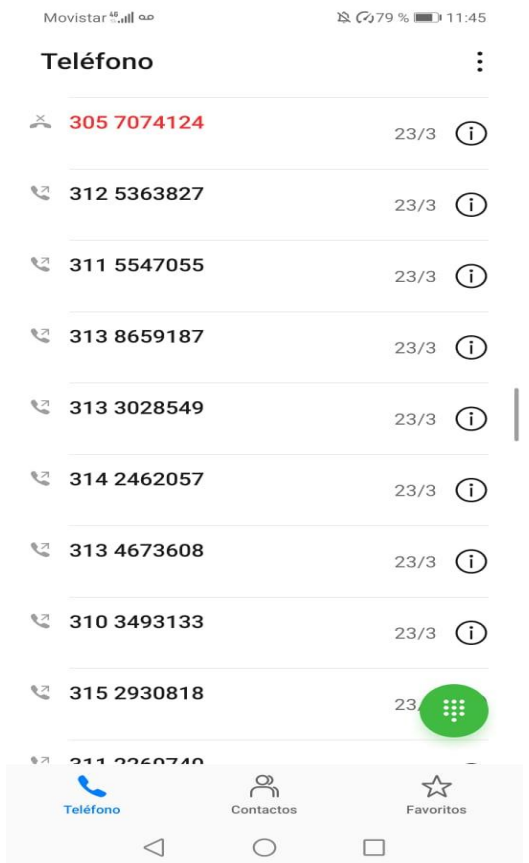 Movistar 79 % 11:45
Teléfono
305 7074124 23/3
312 5363827 23/3
311 5547055 23/3
313 8659187 23/3
313 3028549 23/3
314 2462057 23/3
313 4673608 23/3
310 3493133 23/3
315 2930818 23
Teléfono Contactos Favoritos